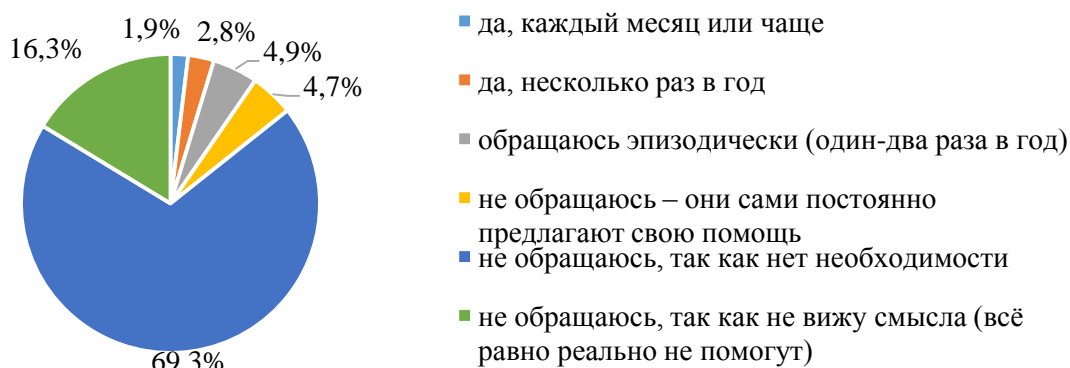 1,9%
2,8%
4,9%
4,7%
16,3%
69,3%
да, каждый месяц или чаще
да, несколько раз в год
обращаюсь эпизодически (один-два раза в год)
не обращаюсь – они сами постоянно
предлагают свою помощь
не обращаюсь, так как нет необходимости
не обращаюсь, так как не вижу смысла (всё
равно реально не помогут)